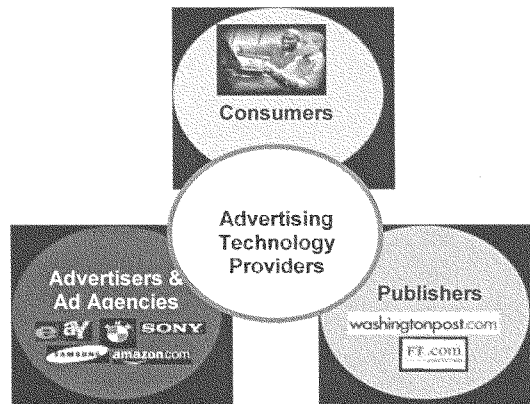 Consumers
Advertising
Technology
Providers
Advertisers &
Ad Agencies
ebay
SONY
SAMSUNG
amazon.com
Publishers
washingtonpost.com
FT.com